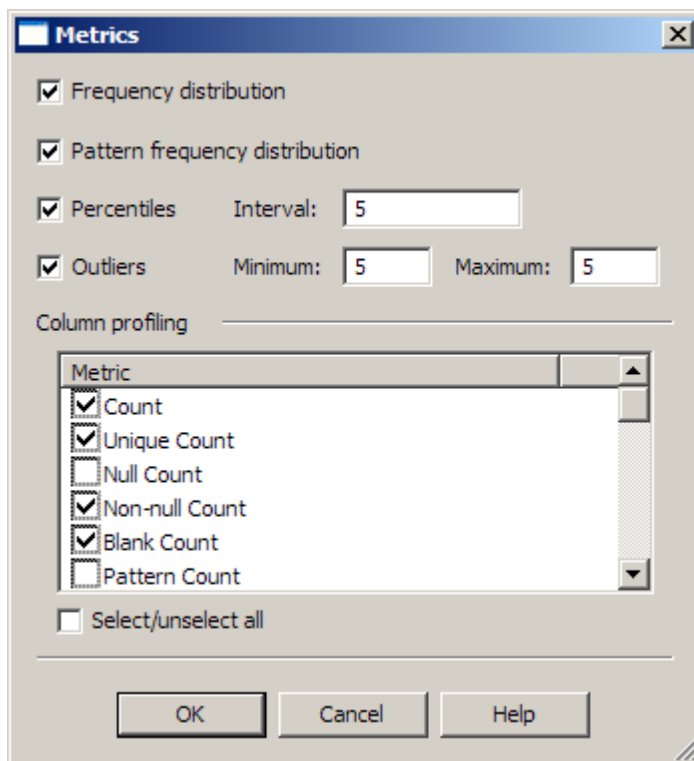 Metrics
Frequency distribution
Pattern frequency distribution
Percentiles Interval: 5
Outliers Minimum: 5 Maximum: 5
Column profiling
Metric
Count
Unique Count
Null Count
Non-null Count
Blank Count
Pattern Count
Select/unselect all
OK Cancel Help